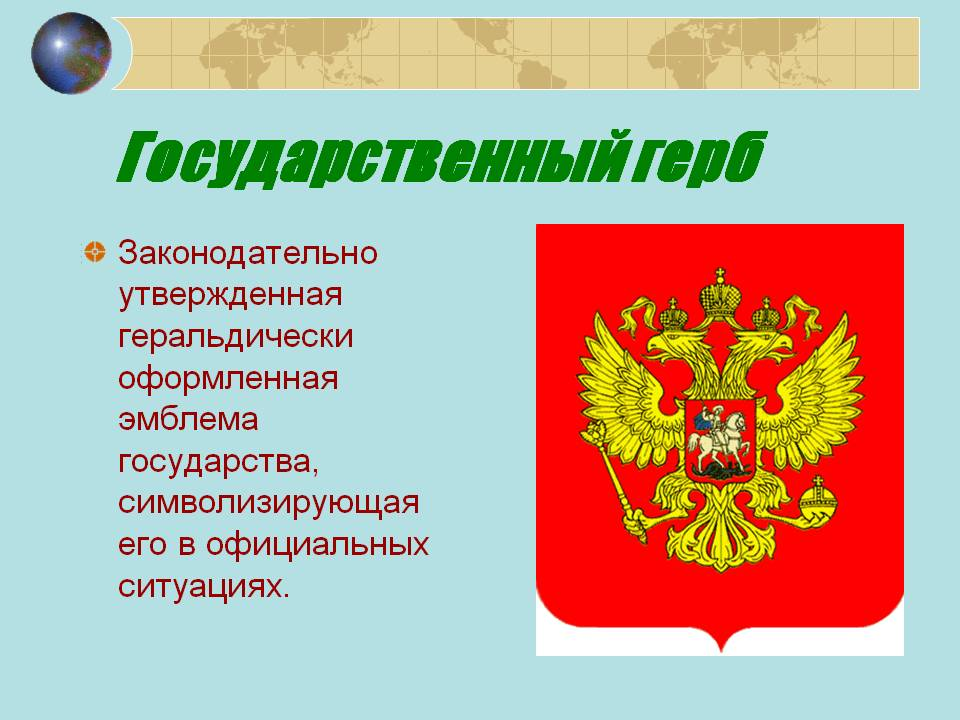 Государственный герб
Законодательно
утвержденная
геральдически
оформленная
эмблема
государства,
символизирующая
его в официальных
ситуациях.